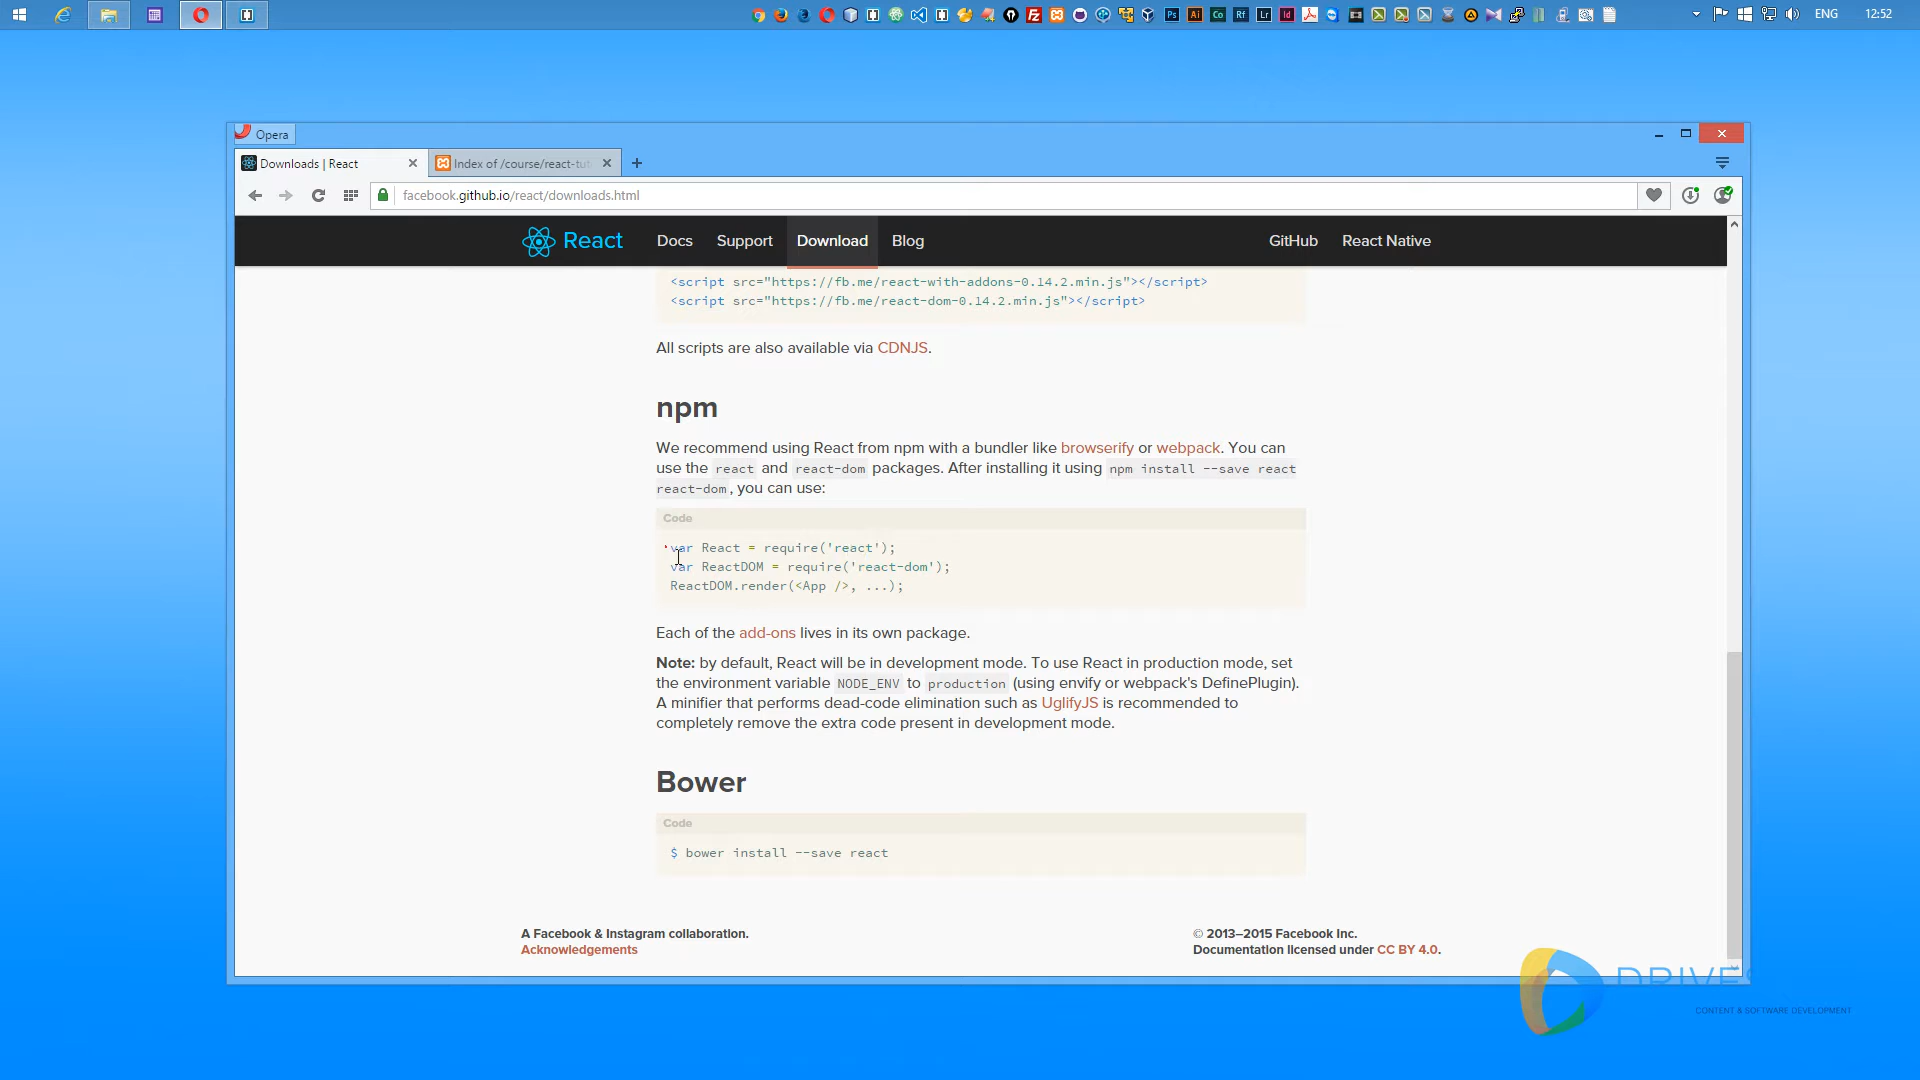 ENG
12:52
Opera
Downloads | React
Index of /course/react-tut
facebook.github.io/react/downloads.html
React
Docs
Support
Download
Blog
GitHub
React Native
<script src="https://fb.me/react-with-addons-0.14.2.min.js"></script>
<script src="https://fb.me/react-dom-0.14.2.min.js"></script>
All scripts are also available via CDNJS.
npm
We recommend using React from npm with a bundler like browserify or webpack. You can
use the react and react-dom packages. After installing it using npm install --save react
react-dom, you can use:
Code
var React = require('react');
var ReactDOM = require('react-dom');
ReactDOM.render(<App />, ...);
Each of the add-ons lives in its own package.
Note: by default, React will be in development mode. To use React in production mode, set
the environment variable NODE_ENV to production (using envify or webpack's DefinePlugin).
A minifier that performs dead-code elimination such as UglifyJS is recommended to
completely remove the extra code present in development mode.
Bower
Code
$ bower install --save react
A Facebook & Instagram collaboration.
Acknowledgements
© 2013–2015 Facebook Inc.
Documentation licensed under CC BY 4.0.
CONTENT & SOFTWARE DEVELOPMENT